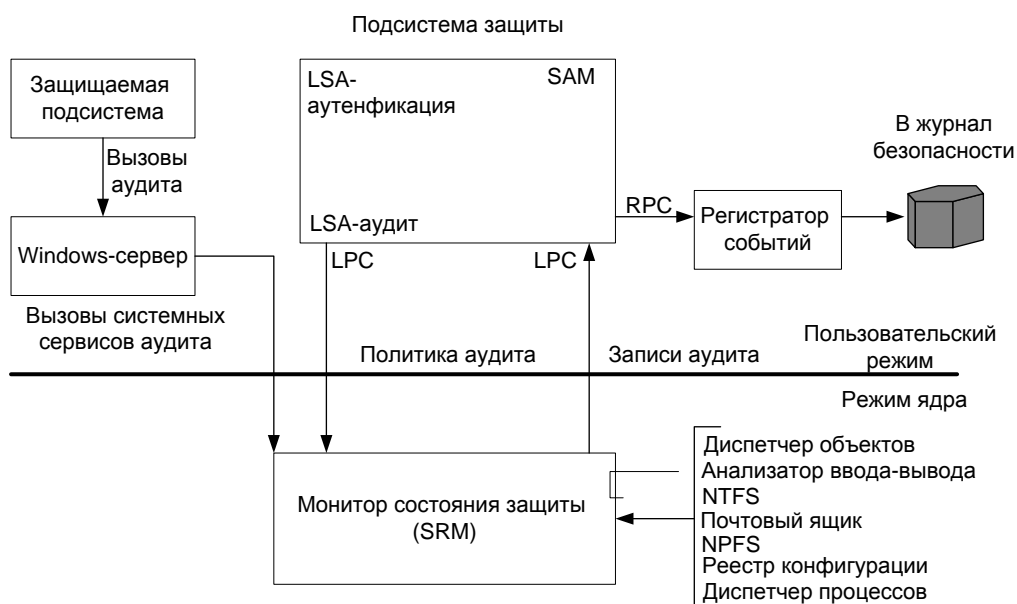 Подсистема защиты
Защищаемая
подсистема
LSA-
аутенфикация
SAM
В журнал
безопасности
Вызовы
аудита
LSA-аудит
RPC
Регистратор
событий
Windows-сервер
LPC
LPC
Вызовы системных
сервисов аудита
Политика аудита
Записи аудита
Пользовательский
режим
Режим ядра
Монитор состояния защиты
(SRM)
Диспетчер объектов
Анализатор ввода-вывода
NTFS
Почтовый ящик
NPFS
Реестр конфигурации
Диспетчер процессов